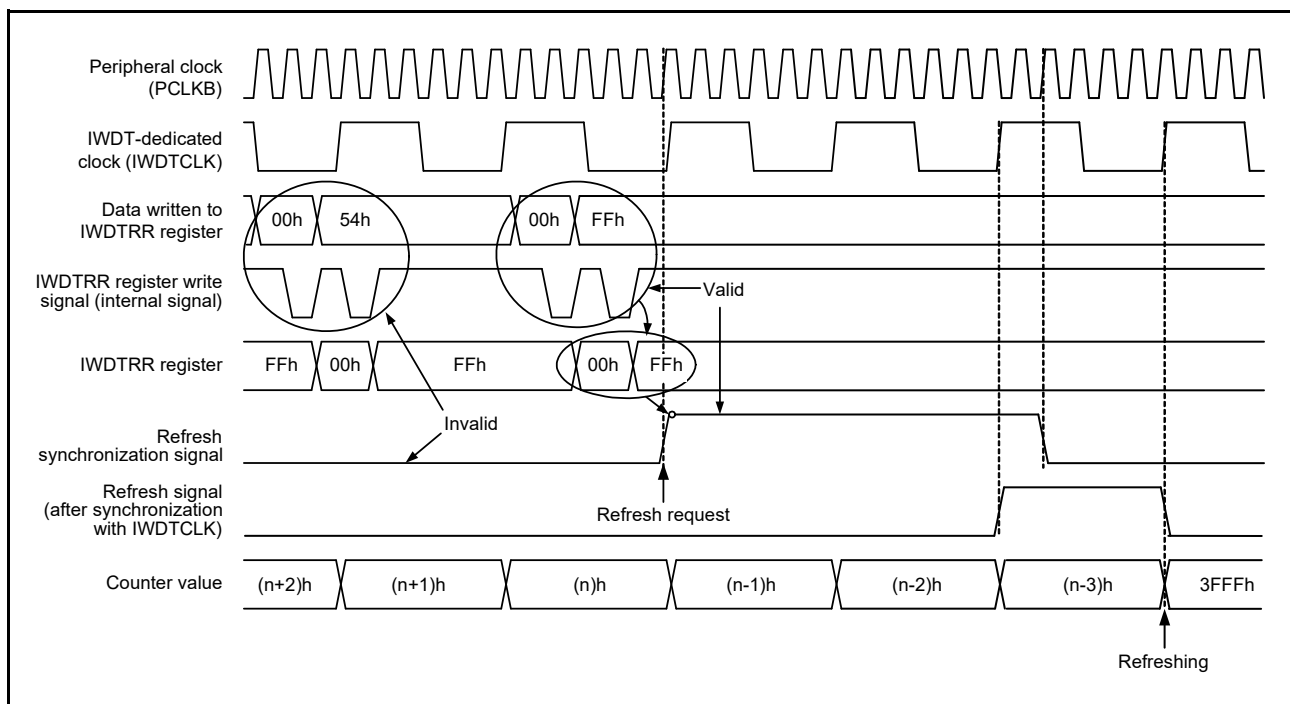 Peripheral clock
(PCLKB)
IWDT-dedicated
clock (IWDTCLK)
Data written to
IWDTRR register
00h 54h 00h FFh
IWDTRR register write
signal (internal signal)
Valid
IWDTRR register
FFh 00h FFh 00h FFh
Invalid
Refresh
synchronization signal
Refresh request
Refresh signal
(after synchronization
with IWDTCLK)
Counter value
(n+2)h (n+1)h (n)h (n-1)h (n-2)h (n-3)h 3FFFh
Refreshing